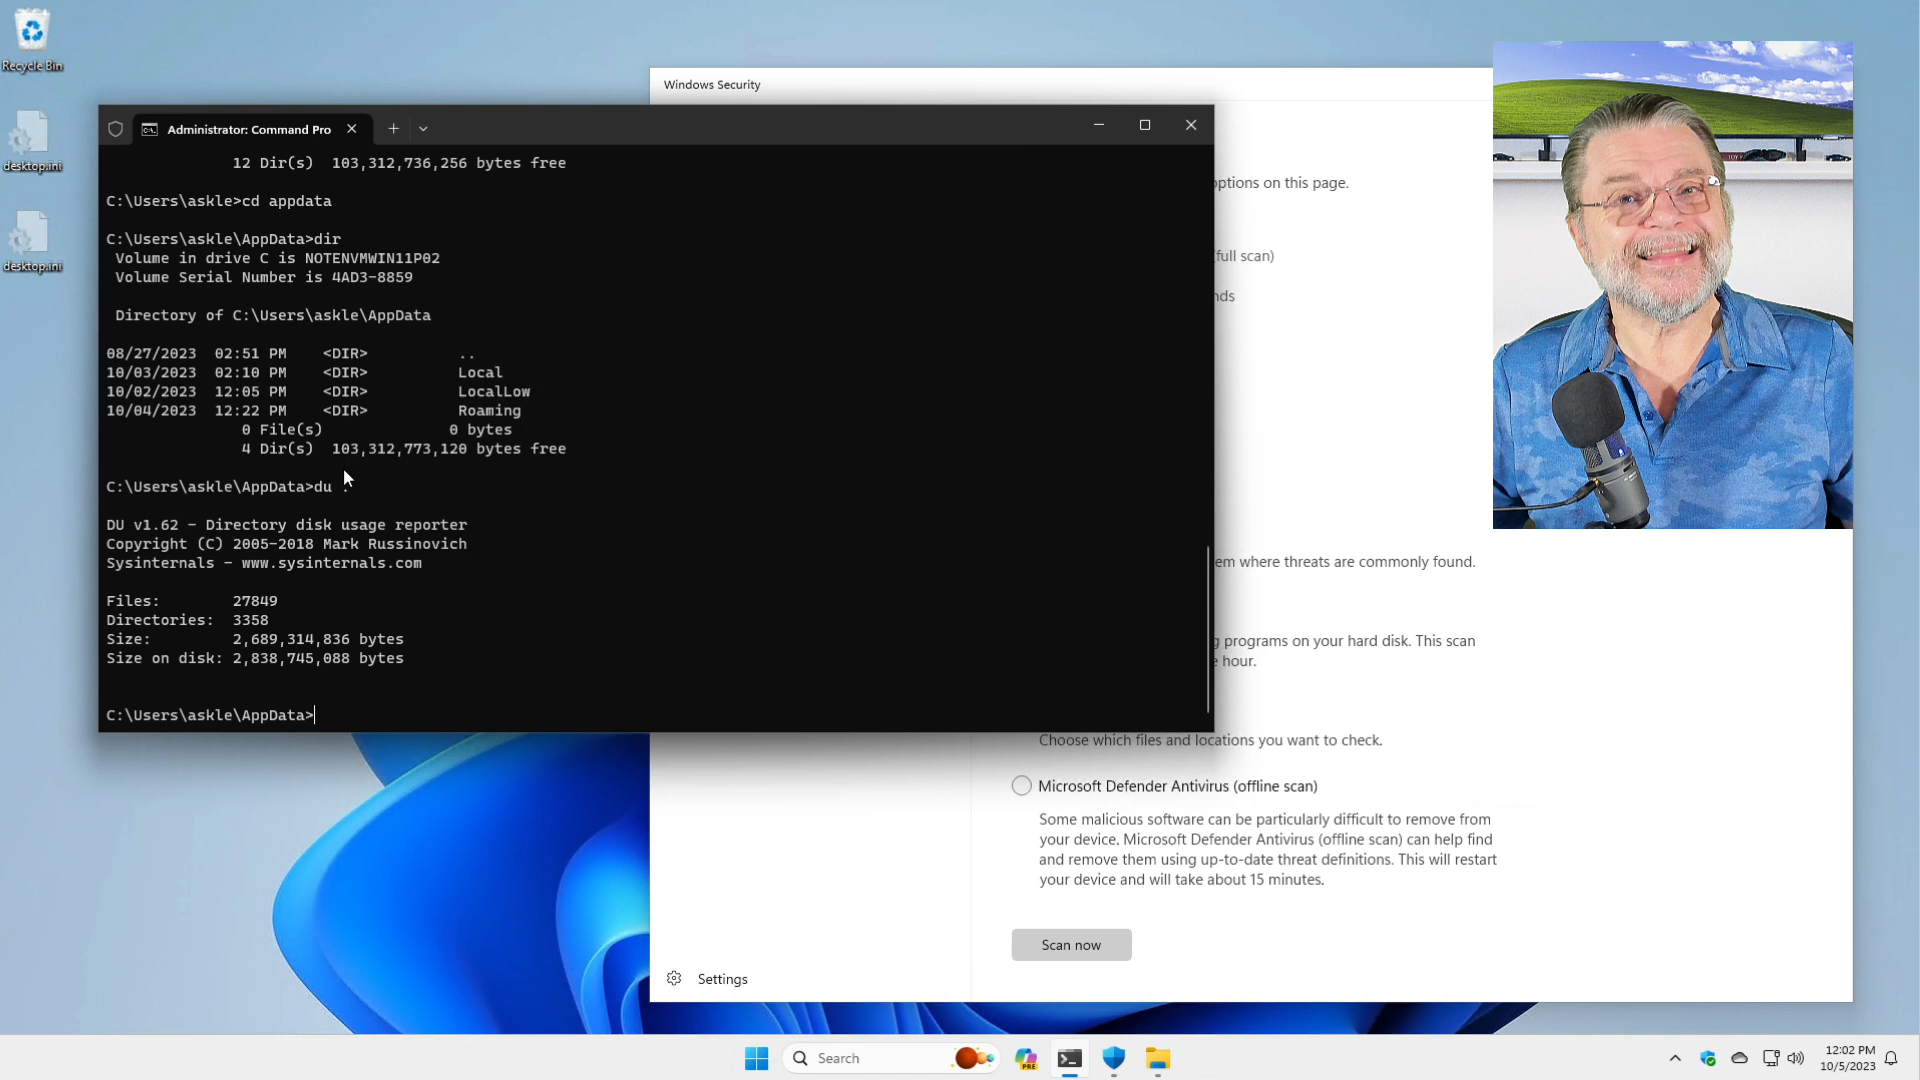 Recycle Bin
desktop.ini
desktop.ini
Windows Security
Administrator: Command Pro
12 Dir(s)  103,312,736,256 bytes free
C:\Users\askle>cd appdata
C:\Users\askle\AppData>dir
Volume in drive C is NOTENVMWIN11P02
Volume Serial Number is 4AD3-8859
Directory of C:\Users\askle\AppData
08/27/2023  02:51 PM    <DIR>          ..
10/03/2023  02:10 PM    <DIR>          Local
10/02/2023  12:05 PM    <DIR>          LocalLow
10/04/2023  12:22 PM    <DIR>          Roaming
0 File(s)              0 bytes
4 Dir(s)  103,312,773,120 bytes free
C:\Users\askle\AppData>du .
DU v1.62 - Directory disk usage reporter
Copyright (C) 2005-2018 Mark Russinovich
Sysinternals - www.sysinternals.com
Files:        27849
Directories:  3358
Size:         2,689,314,836 bytes
Size on disk: 2,838,745,088 bytes
C:\Users\askle\AppData>
options on this page.
(full scan)
nds
em where threats are commonly found.
g programs on your hard disk. This scan
e hour.
Choose which files and locations you want to check.
Microsoft Defender Antivirus (offline scan)
Some malicious software can be particularly difficult to remove from
your device. Microsoft Defender Antivirus (offline scan) can help find
and remove them using up-to-date threat definitions. This will restart
your device and will take about 15 minutes.
Scan now
Settings
Search
PRE
12:02 PM
10/5/2023